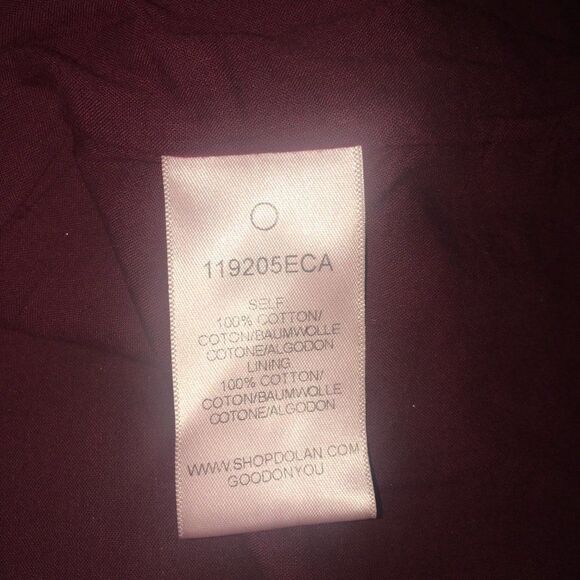 119205ECA
SELF
100% COTTON/
COTON/BAUMWOLLE
COTONE/ALGODON
LINING
100% COTTON/
COTON/BAUMWOLLE
COTONE/ALGODON
WWW.SHOPDOLAN.COM
GOODONYOU